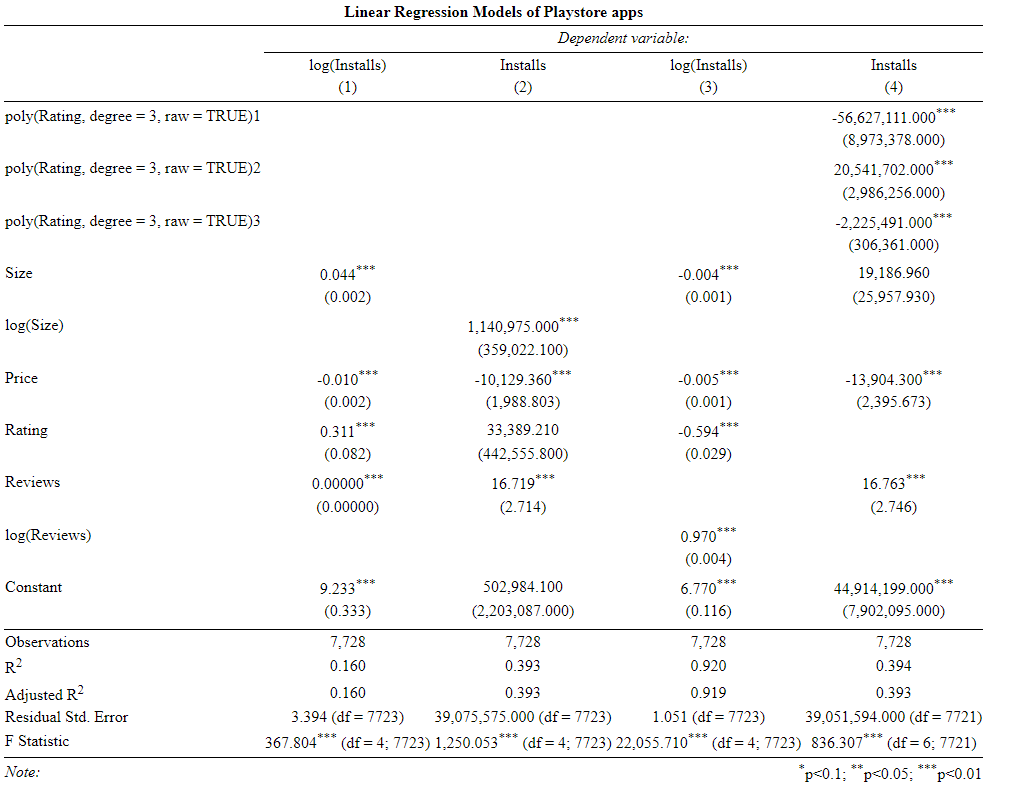 Linear Regression Models of Playstore apps
Dependent variable:
log(Installs) Installs log(Installs) Installs
(1) (2) (3) (4)
poly(Rating, degree = 3, raw = TRUE)1 -56,627,111.000***
(8,973,378.000)
poly(Rating, degree = 3, raw = TRUE)2 20,541,702.000***
(2,986,256.000)
poly(Rating, degree = 3, raw = TRUE)3 -2,225,491.000***
(306,361.000)
Size 0.044*** -0.004*** 19,186.960
(0.002) (0.001) (25,957.930)
log(Size) 1,140,975.000***
(359,022.100)
Price -0.010*** -10,129.360*** -0.005*** -13,904.300***
(0.002) (1,988.803) (0.001) (2,395.673)
Rating 0.311*** 33,389.210 -0.594***
(0.082) (442,555.800) (0.029)
Reviews 0.00000*** 16.719*** 16.763***
(0.00000) (2.714) (2.746)
log(Reviews) 0.970***
(0.004)
Constant 9.233*** 502,984.100 6.770*** 44,914,199.000***
(0.333) (2,203,087.000) (0.116) (7,902,095.000)
Observations 7,728 7,728 7,728 7,728
R2 0.160 0.393 0.920 0.394
Adjusted R2 0.160 0.393 0.919 0.393
Residual Std. Error 3.394 (df = 7723) 39,075,575.000 (df = 7723) 1.051 (df = 7723) 39,051,594.000 (df = 7721)
F Statistic 367.804*** (df = 4; 7723) 1,250.053*** (df = 4; 7723) 22,055.710*** (df = 4; 7723) 836.307*** (df = 6; 7721)
Note: *p<0.1; **p<0.05; ***p<0.01